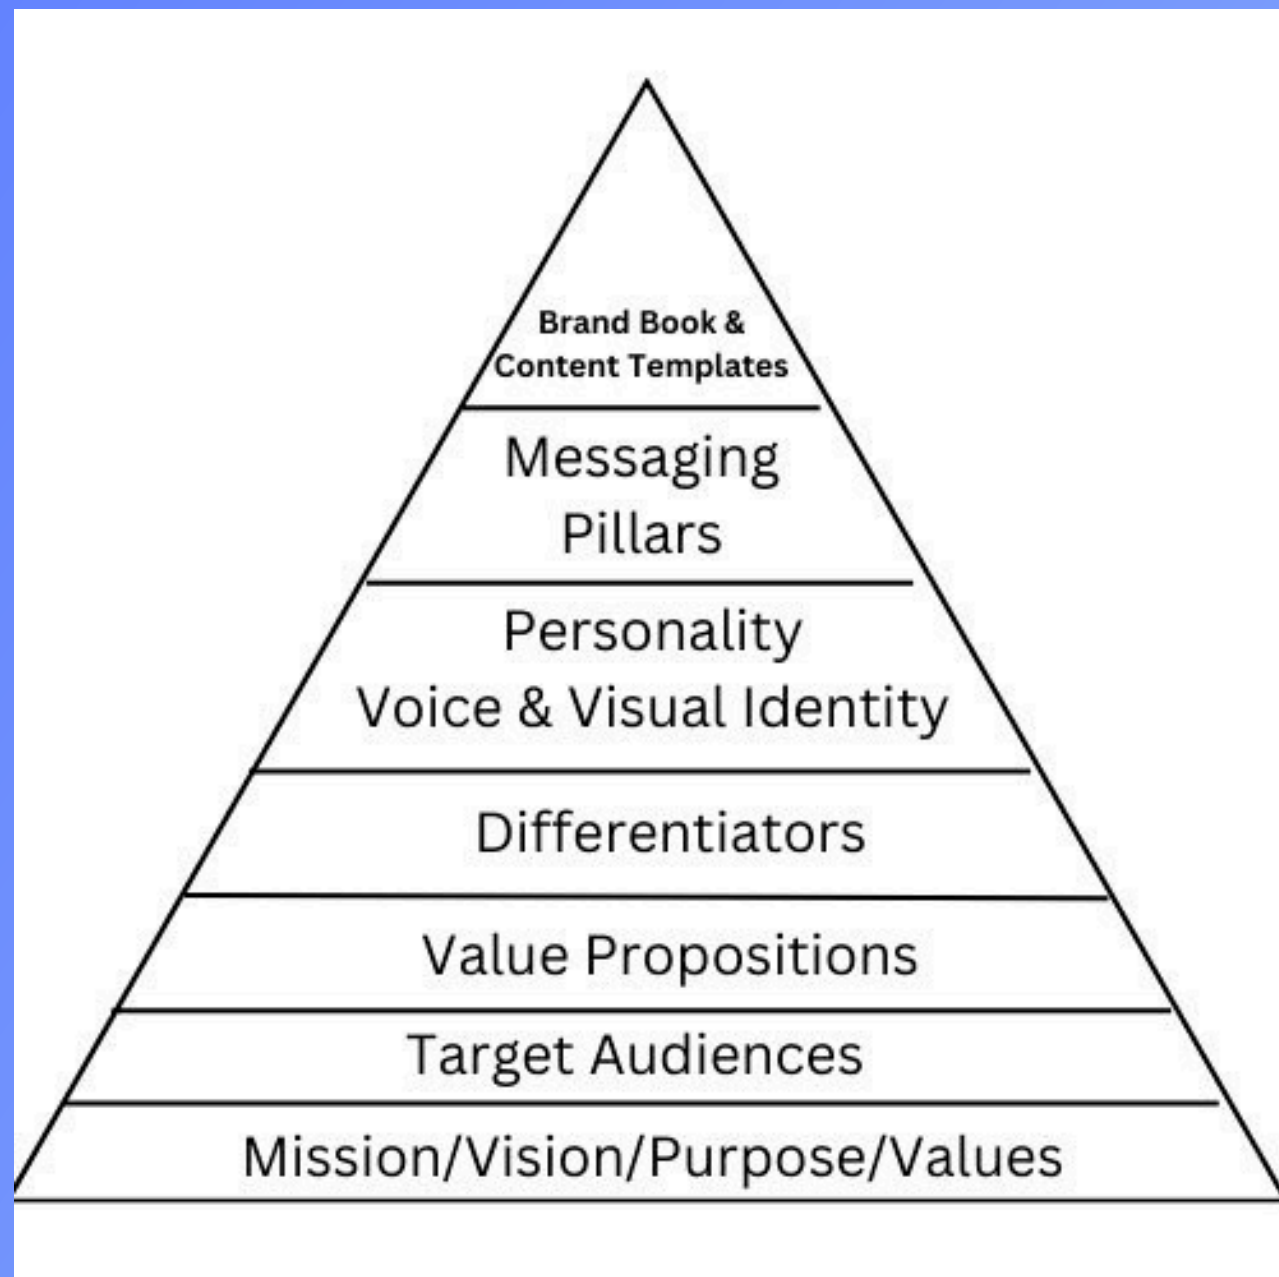 Brand Book &
Content Templates
Messaging
Pillars
Personality
Voice & Visual Identity
Differentiators
Value Propositions
Target Audiences
Mission/Vision/Purpose/Values